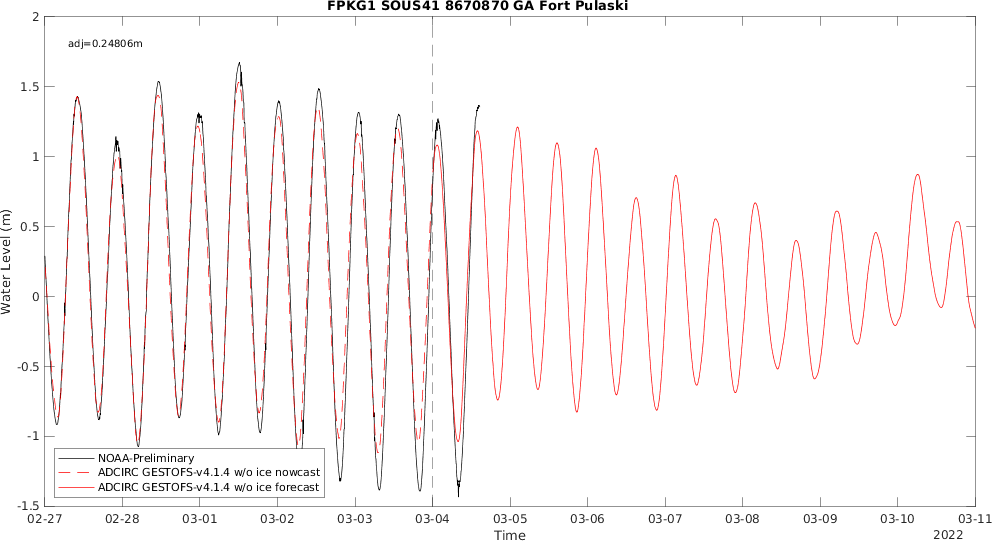 FPKG1 SOUS41 8670870 GA Fort Pulaski
adj=0.24806m
2
1.5
1
0.5
0
-0.5
-1
-1.5
Water Level (m)
NOAA-Preliminary
ADCIRC GESTOFS-v4.1.4 w/o ice nowcast
ADCIRC GESTOFS-v4.1.4 w/o ice forecast
02-27 02-28 03-01 03-02 03-03 03-04 03-05 03-06 03-07 03-08 03-09 03-10 03-11
Time
2022